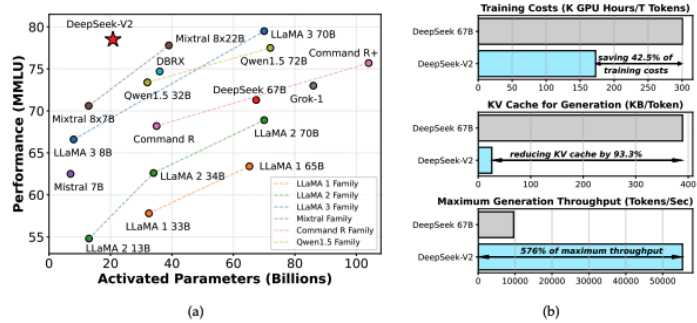 DeepSeek-V2
Mixtral 8x22B
LLaMA 3 70B
Command R+
DBRX
Qwen1.5 72B
Qwen1.5 32B
DeepSeek 67B
Grok-1
Mixtral 8x7B
Command R
LLaMA 2 70B
LLaMA 3 8B
Mistral 7B
LLaMA 2 34B
LLaMA 1 65B
LLaMA 1 33B
LLaMA 2 13B
LLaMA 1 Family
LLaMA 2 Family
LLaMA 3 Family
Mixtral Family
Command R Family
Qwen1.5 Family
Performance (MMLU)
80
75
70
65
60
55
0 20 40 60 80 100
Activated Parameters (Billions)
(a)
Training Costs (K GPU Hours/T Tokens)
DeepSeek 67B
DeepSeek-V2
saving 42.5% of
training costs
0 50 100 150 200 250 300
KV Cache for Generation (KB/Token)
DeepSeek 67B
DeepSeek-V2
reducing KV cache by 93.3%
0 100 200 300 400
Maximum Generation Throughput (Tokens/Sec)
DeepSeek 67B
DeepSeek-V2
576% of maximum throughput
0 10000 20000 30000 40000 50000
(b)